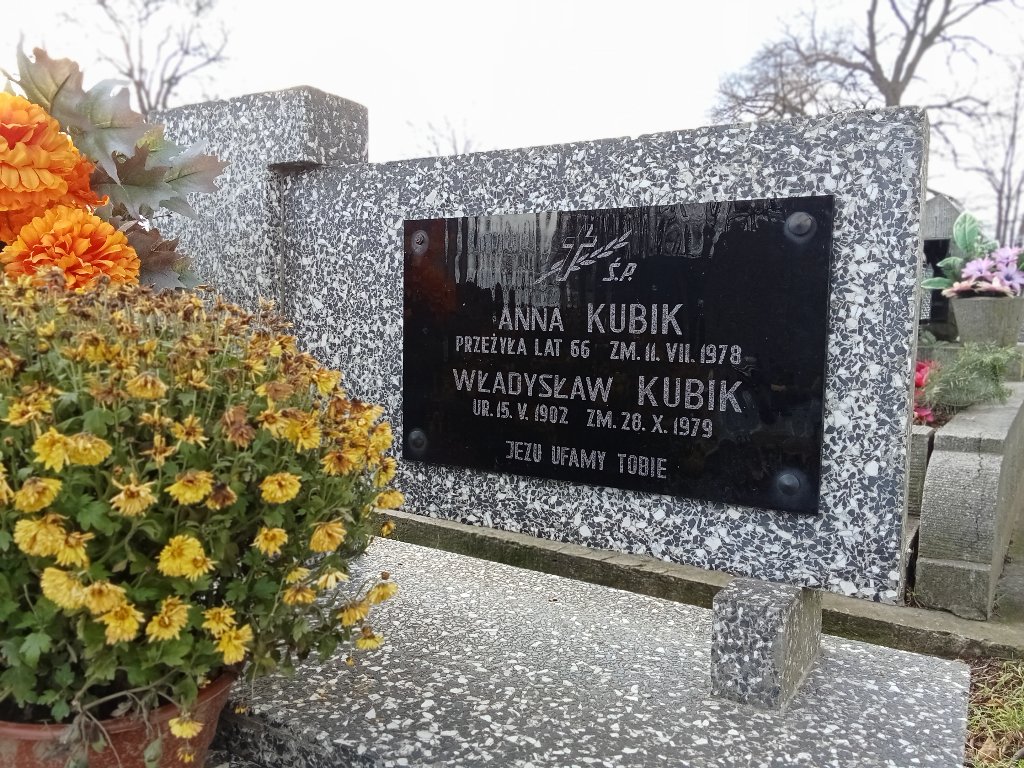 Ś.P.
ANNA KUBIK
PRZEŻYŁA LAT 66 ZM. 11. VII. 1978
WŁADYSŁAW KUBIK
UR. 15. V. 1902 ZM. 28. X. 1979
JEZU UFAMY TOBIE